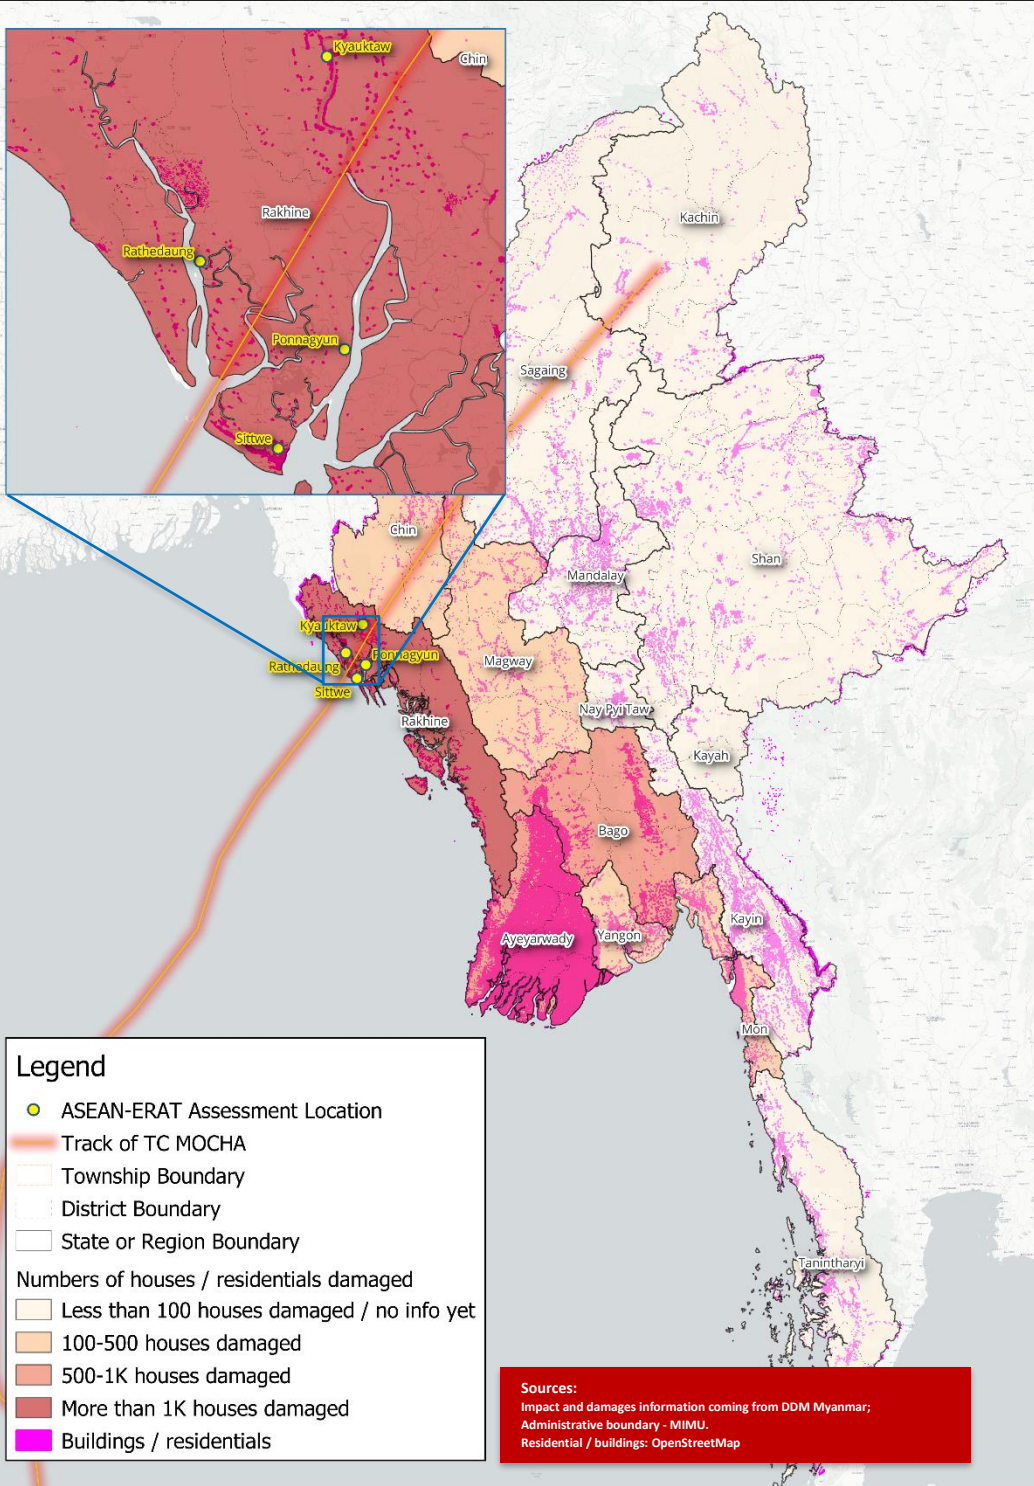 Kyauktaw
Chin
Rakhine
Rathedaung
Ponnagyun
Sittwe
Kachin
Sagaing
Chin
Shan
Mandalay
Kyauktaw
Ponnagyun
Rathedaung
Magway
Sittwe
Nay Pyi Taw
Rakhine
Kayah
Bago
Kayin
Ayeyarwady
Yangon
Mon
Tanintharyi
Legend
ASEAN-ERAT Assessment Location
Track of TC MOCHA
Township Boundary
District Boundary
State or Region Boundary
Numbers of houses / residentials damaged
Less than 100 houses damaged / no info yet
100-500 houses damaged
500-1K houses damaged
More than 1K houses damaged
Buildings / residentials
Sources:
Impact and damages information coming from DDM Myanmar;
Administrative boundary - MIMU.
Residential / buildings: OpenStreetMap